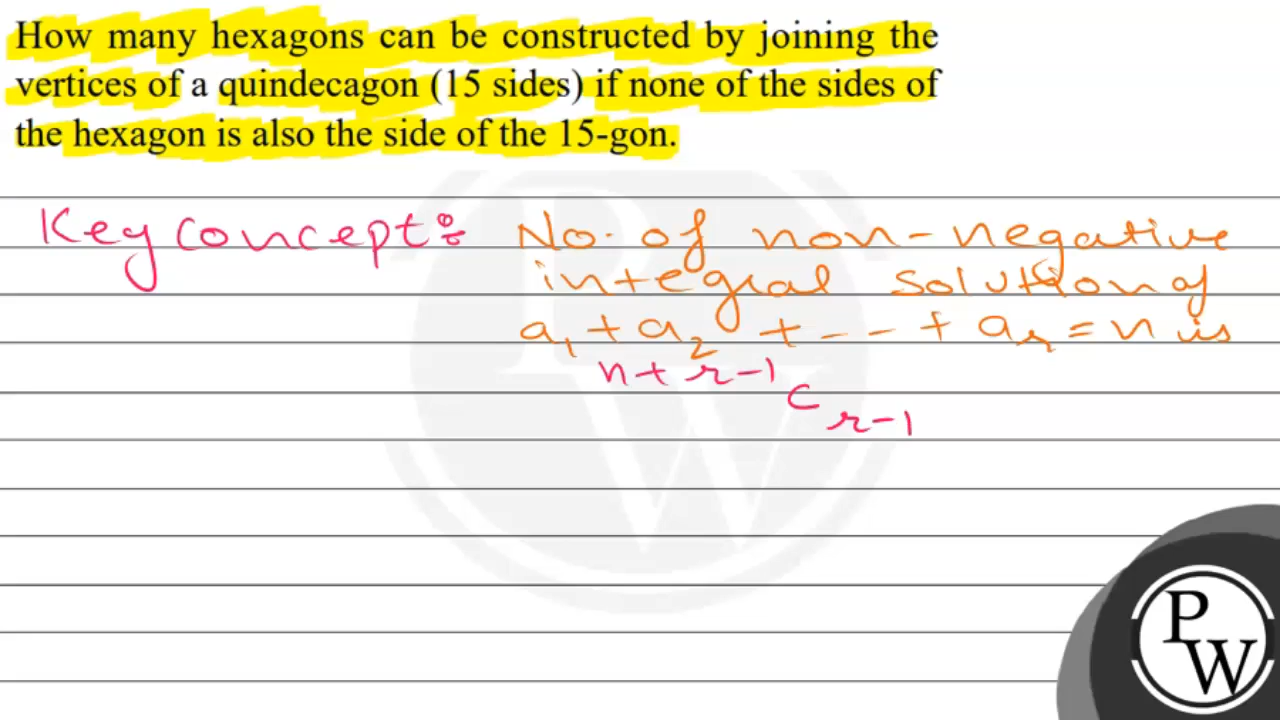 How many hexagons can be constructed by joining the
vertices of a quindecagon (15 sides) if none of the sides of
the hexagon is also the side of the 15-gon.
Key concept : No. of non-negative
integral solution of
a₁ + a₂ + --- + aᵣ = n is
n+r-1
C
r-1
P
W
P
W